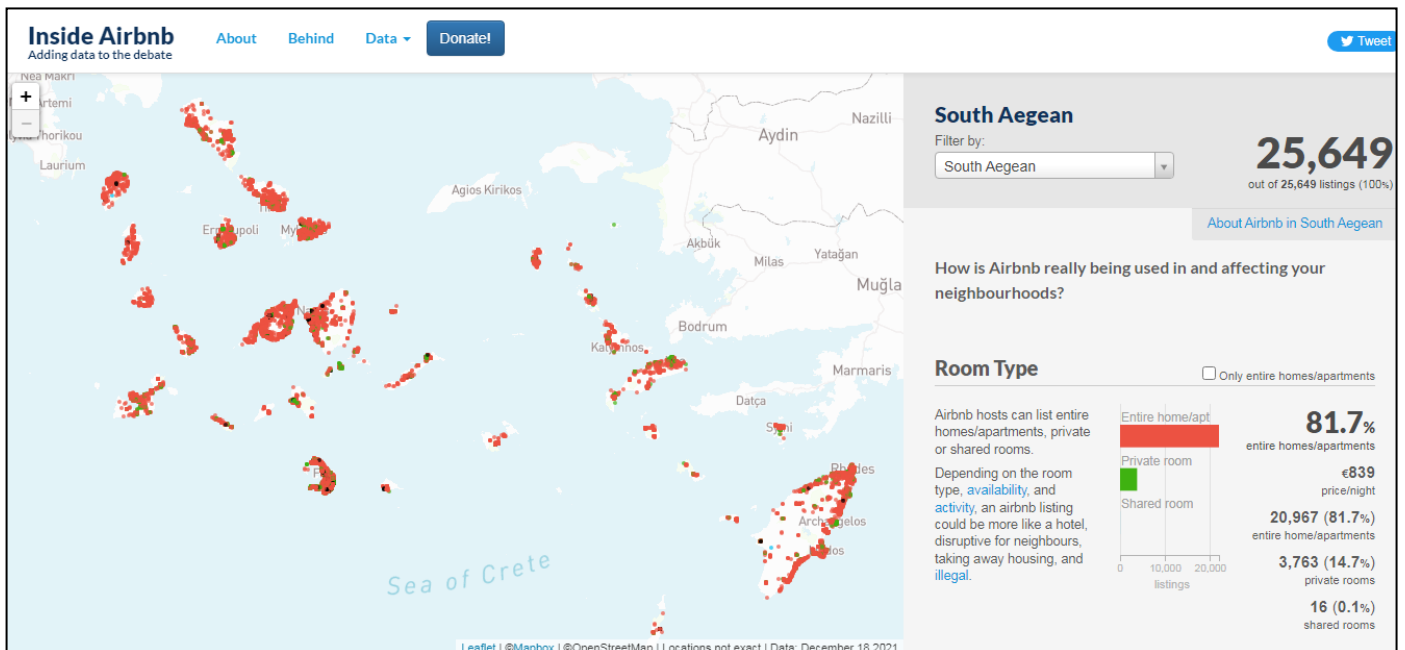 Inside Airbnb
Adding data to the debate
About Behind Data Donate!
Tweet
Nea Makri
+
Artemi
−
Thorikou
Laurium
Agios Kirikos
Aydin
Nazilli
Akbük
Milas
Yatağan
Muğla
Bodrum
Marmaris
Datça
Sea of Crete
Leaflet | ©Mapbox | ©OpenStreetMap | Locations not exact | Data: December 18 2021
South Aegean
Filter by:
South Aegean
25,649
out of 25,649 listings (100%)
About Airbnb in South Aegean
How is Airbnb really being used in and affecting your
neighbourhoods?
Room Type
Only entire homes/apartments
Airbnb hosts can list entire
homes/apartments, private
or shared rooms.
Depending on the room
type, availability, and
activity, an airbnb listing
could be more like a hotel,
disruptive for neighbours,
taking away housing, and
illegal.
Entire home/apt
Private room
Shared room
0 10,000 20,000
listings
81.7%
entire homes/apartments
€839
price/night
20,967 (81.7%)
entire homes/apartments
3,763 (14.7%)
private rooms
16 (0.1%)
shared rooms